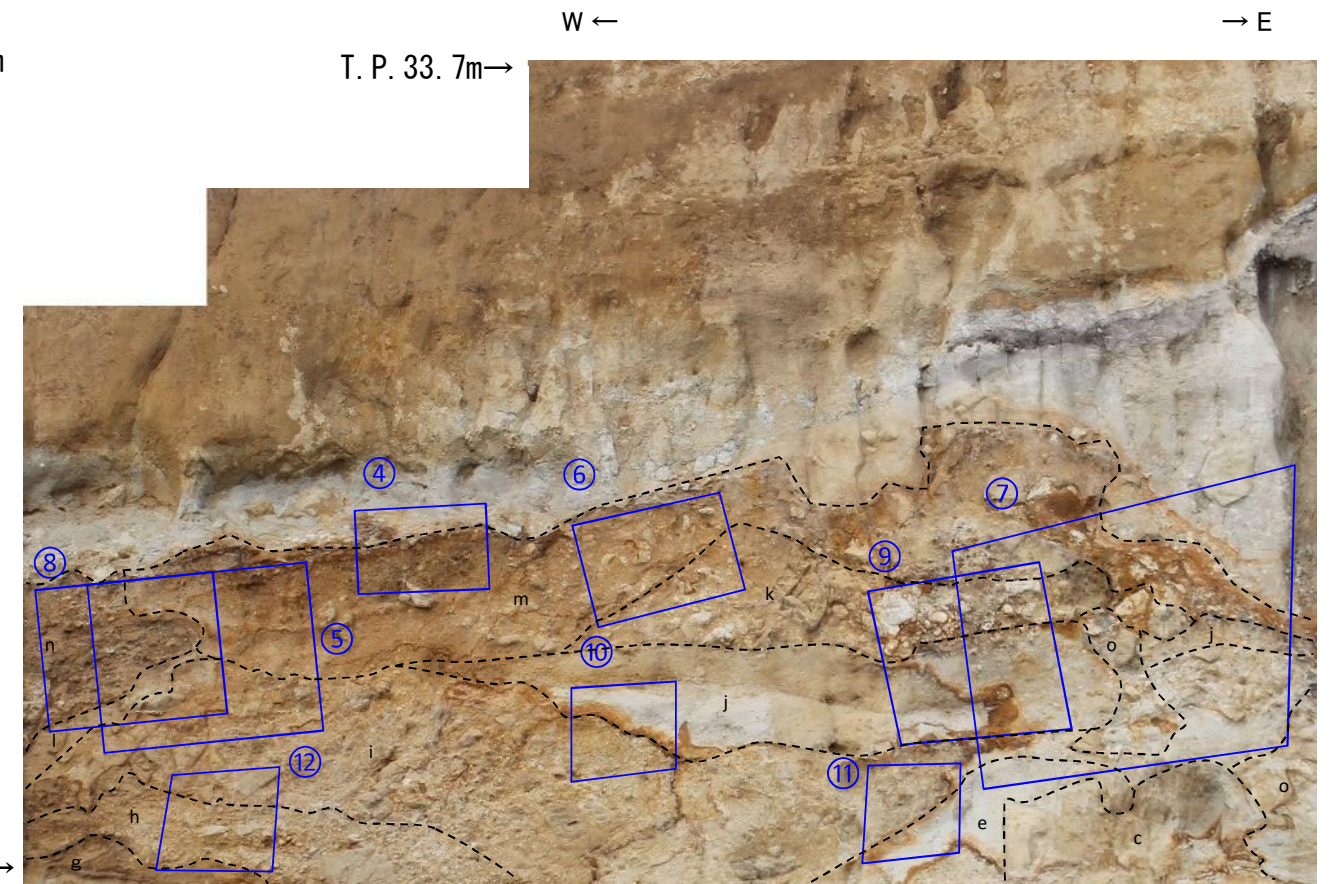 W ← → E
T.P. 33.7m→
④ ⑥
⑦
⑧ ⑨
m k
n ⑤ ⑩ o j
j
l i
⑫ ⑪
h e o
g c
→